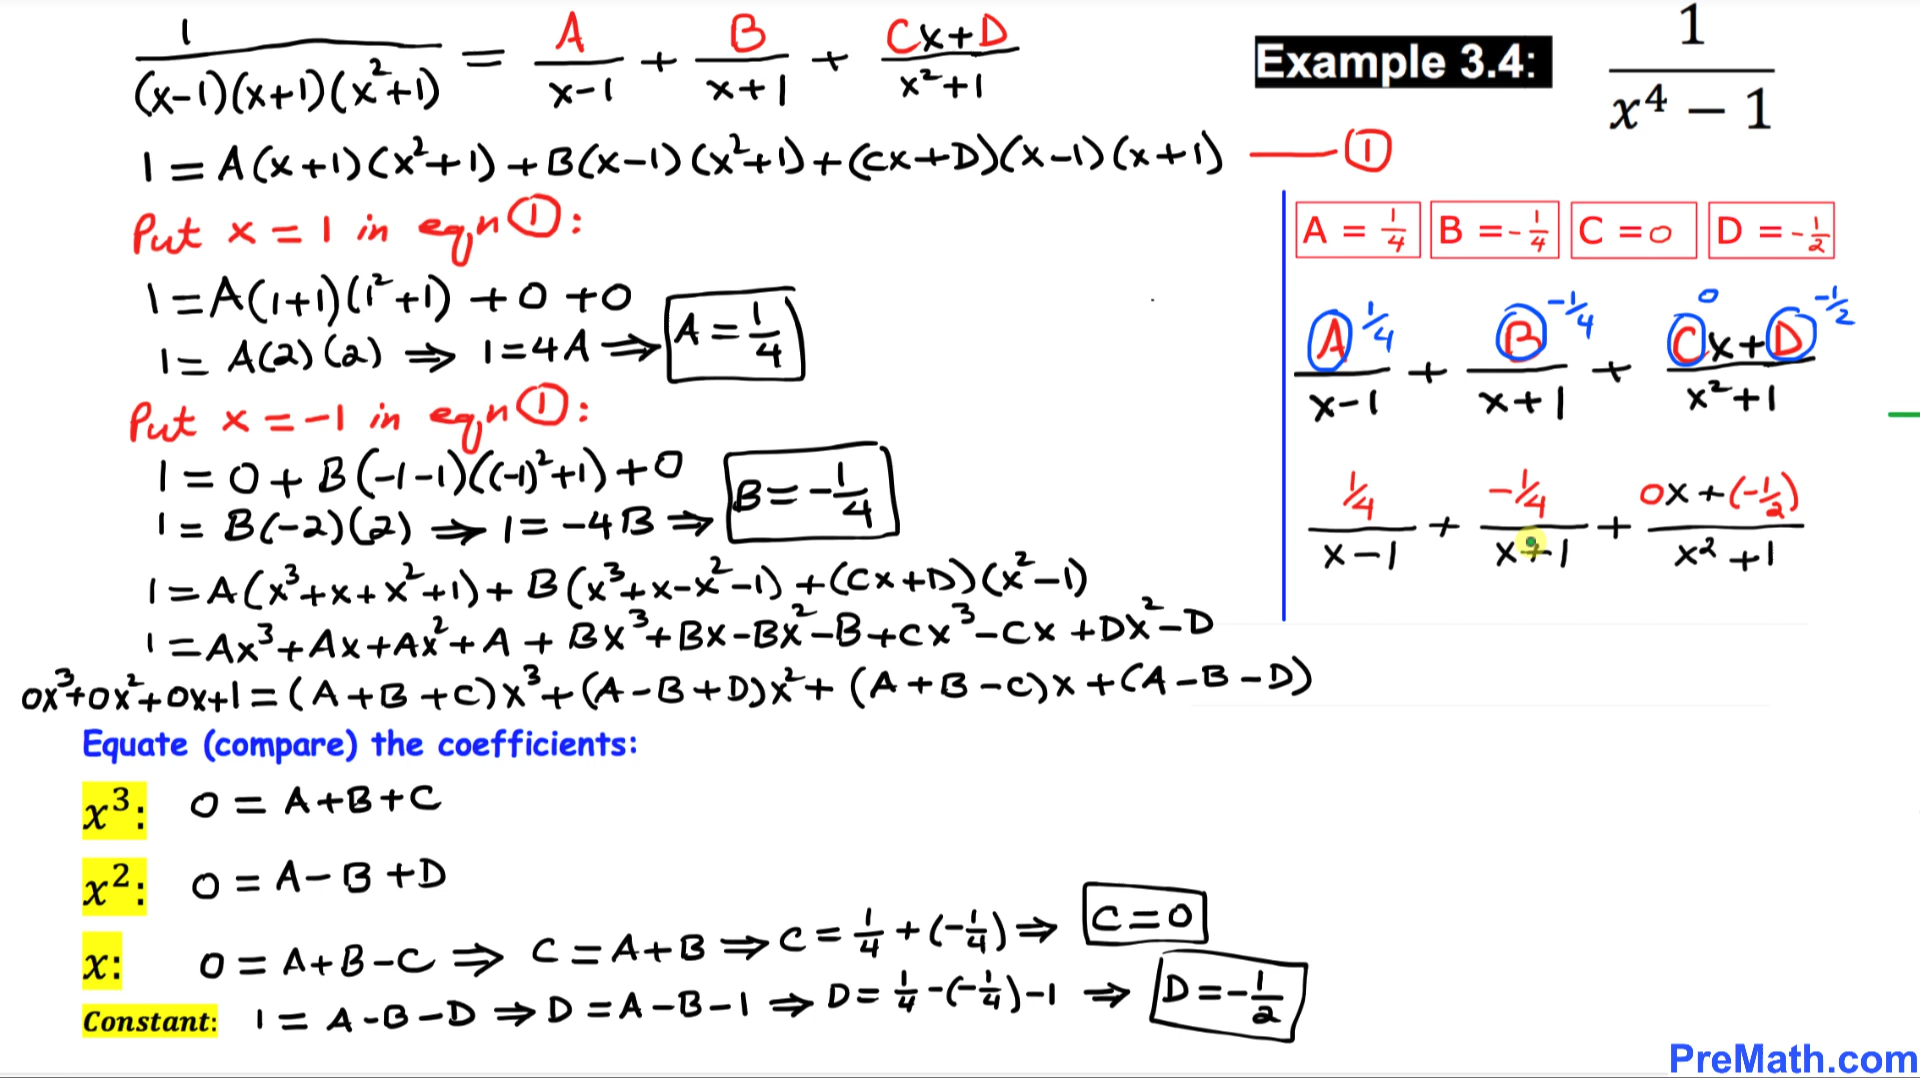 1/((x-1)(x+1)(x²+1)) = A/(x-1) + B/(x+1) + (Cx+D)/(x²+1)
Example 3.4: 1/(x⁴ − 1)
1 = A(x+1)(x²+1) + B(x-1)(x²+1) + (Cx+D)(x-1)(x+1) —— ①
Put x = 1 in eqn ①:
1 = A(1+1)(1²+1) + 0 + 0
1 = A(2)(2) ⇒ 1 = 4A ⇒ A = 1/4
Put x = -1 in eqn ①:
1 = 0 + B(-1-1)((-1)²+1) + 0
1 = B(-2)(2) ⇒ 1 = -4B ⇒ B = -1/4
1 = A(x³+x+x²+1) + B(x³+x-x²-1) + (Cx+D)(x²-1)
1 = Ax³+Ax+Ax²+A + Bx³+Bx-Bx²-B+Cx³-Cx+Dx²-D
0x³+0x²+0x+1 = (A+B+C)x³ + (A-B+D)x² + (A+B-C)x + (A-B-D)
Equate (compare) the coefficients:
x³: 0 = A+B+C
x²: 0 = A-B+D
x: 0 = A+B-C ⇒ C = A+B ⇒ C = 1/4 + (-1/4) ⇒ C = 0
Constant: 1 = A-B-D ⇒ D = A-B-1 ⇒ D = 1/4 - (-1/4) - 1 ⇒ D = -1/2
A = 1/4 B = -1/4 C = 0 D = -1/2
A 1/4 /(x-1) + B -1/4 /(x+1) + (C 0 x + D -1/2)/(x²+1)
1/4 /(x-1) + -1/4 /(x+1) + (0x + (-1/2))/(x²+1)
PreMath.com